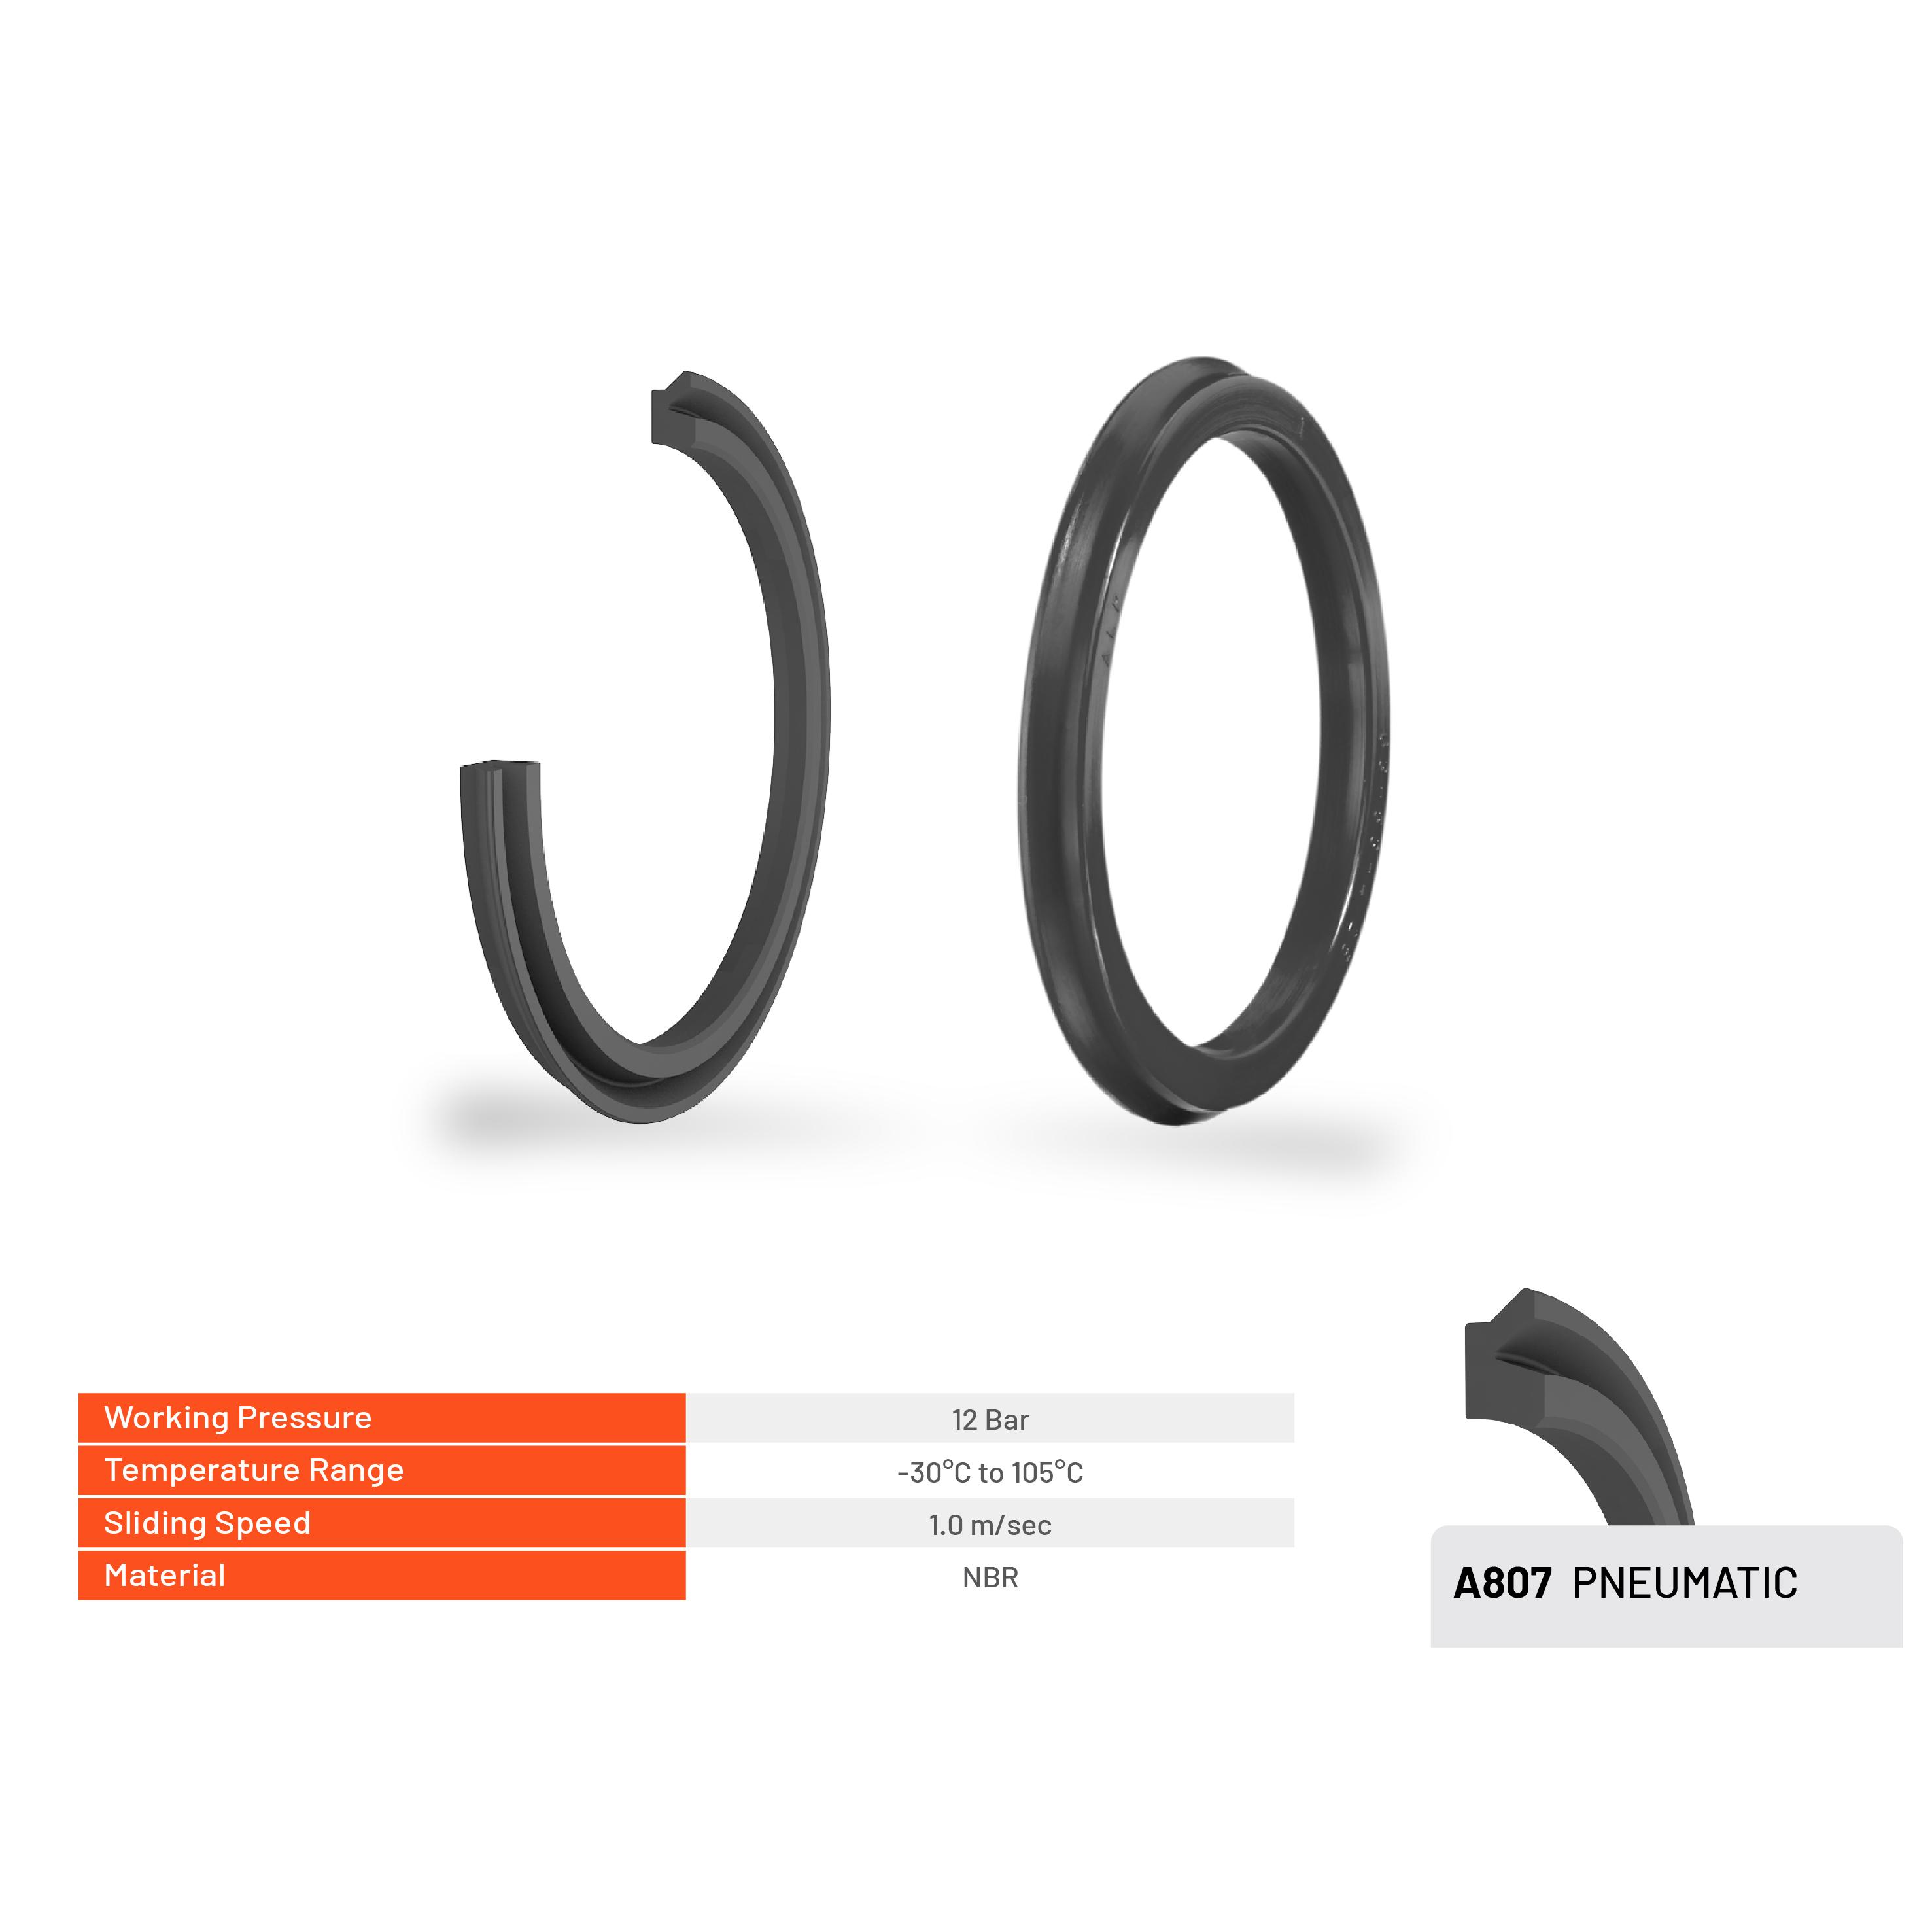 Working Pressure 12 Bar
Temperature Range -30°C to 105°C
Sliding Speed 1.0 m/sec
Material NBR
A807 PNEUMATIC